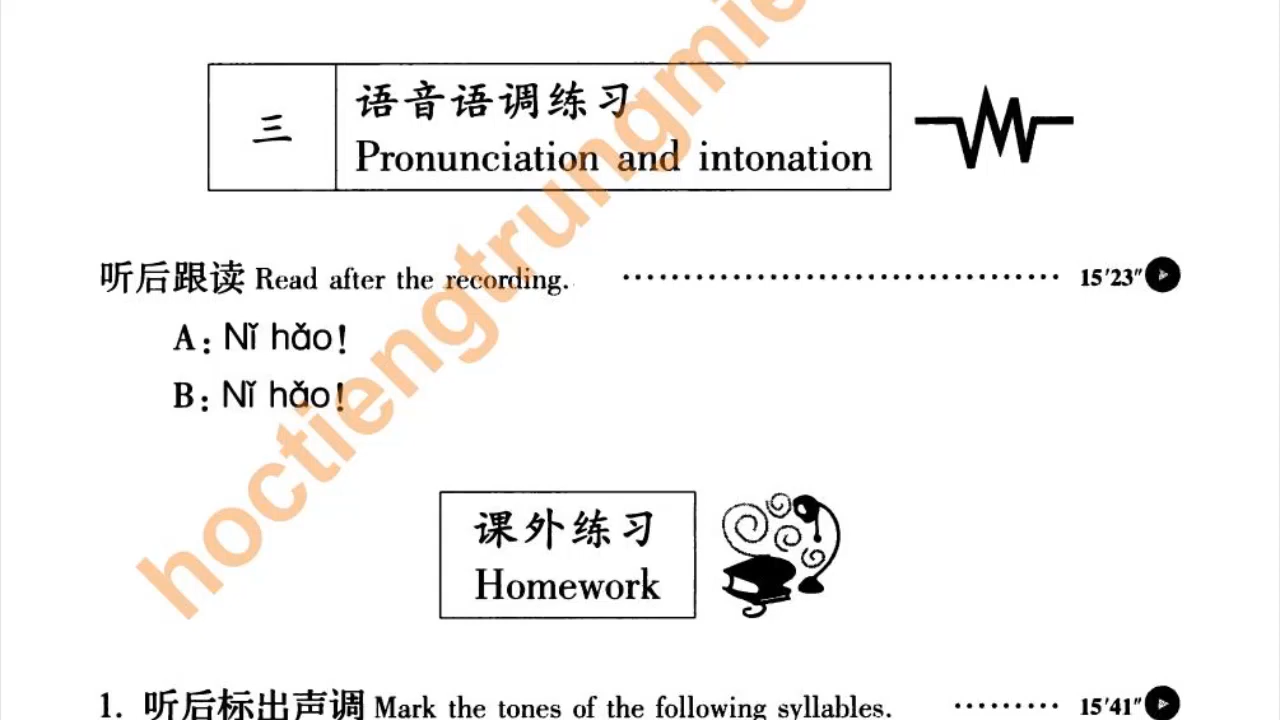 三
语音语调练习
Pronunciation and intonation
听后跟读 Read after the recording. 15′23″
A: Nǐ hǎo!
B: Nǐ hǎo!
课外练习
Homework
1. 听后标出声调 Mark the tones of the following syllables. 15′41″
hoctiengtrungmie